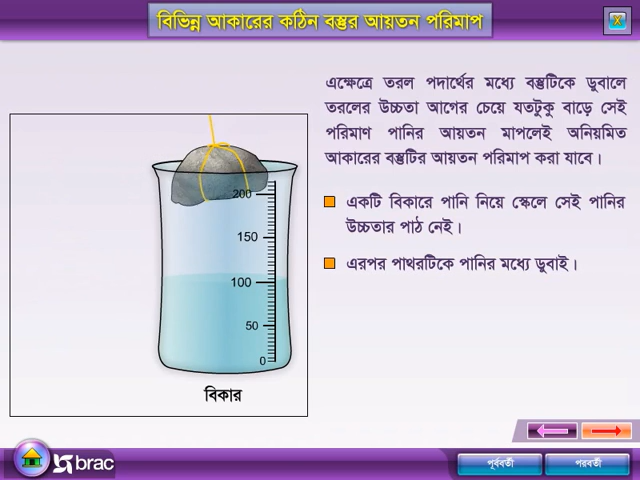 বিভিন্ন আকারের কঠিন বস্তুর আয়তন পরিমাপ
X
এক্ষেত্রে তরল পদার্থের মধ্যে বস্তুটিকে ডুবালে
তরলের উচ্চতা আগের চেয়ে যতটুকু বাড়ে সেই
পরিমাণ পানির আয়তন মাপলেই অনিয়মিত
আকারের বস্তুটির আয়তন পরিমাপ করা যাবে।
একটি বিকারে পানি নিয়ে স্কেলে সেই পানির
উচ্চতার পাঠ নেই।
এরপর পাথরটিকে পানির মধ্যে ডুবাই।
200
150
100
50
0
বিকার
brac
পূর্ববর্তী
পরবর্তী